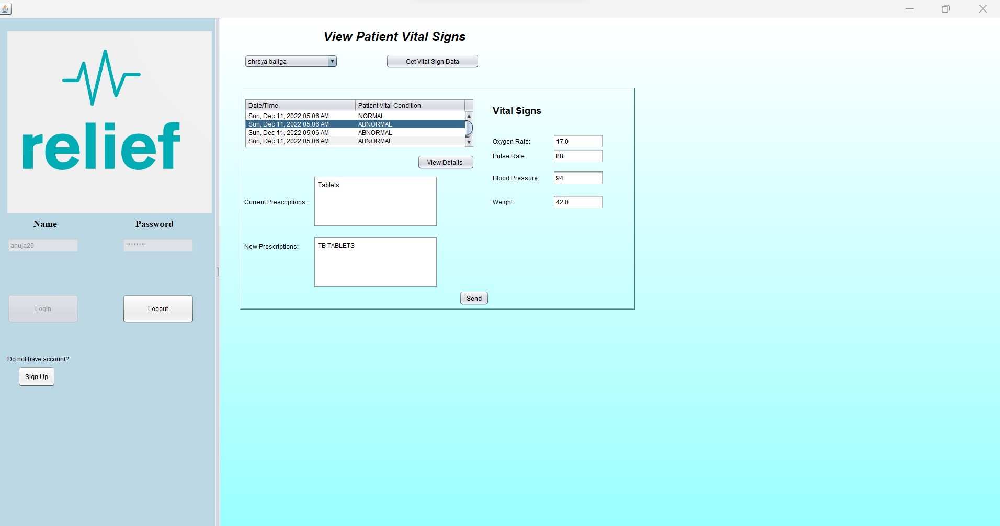 relief
Name Password
anuja29 ********
Login Logout
Do not have account?
Sign Up
View Patient Vital Signs
shreya baliga Get Vital Sign Data
Date/Time Patient Vital Condition
Sun, Dec 11, 2022 05:06 AM NORMAL
Sun, Dec 11, 2022 05:06 AM ABNORMAL
Sun, Dec 11, 2022 05:06 AM ABNORMAL
Sun, Dec 11, 2022 05:06 AM ABNORMAL
View Details
Current Prescriptions: Tablets
New Prescriptions: TB TABLETS
Send
Vital Signs
Oxygen Rate: 17.0
Pulse Rate: 88
Blood Pressure: 94
Weight: 42.0